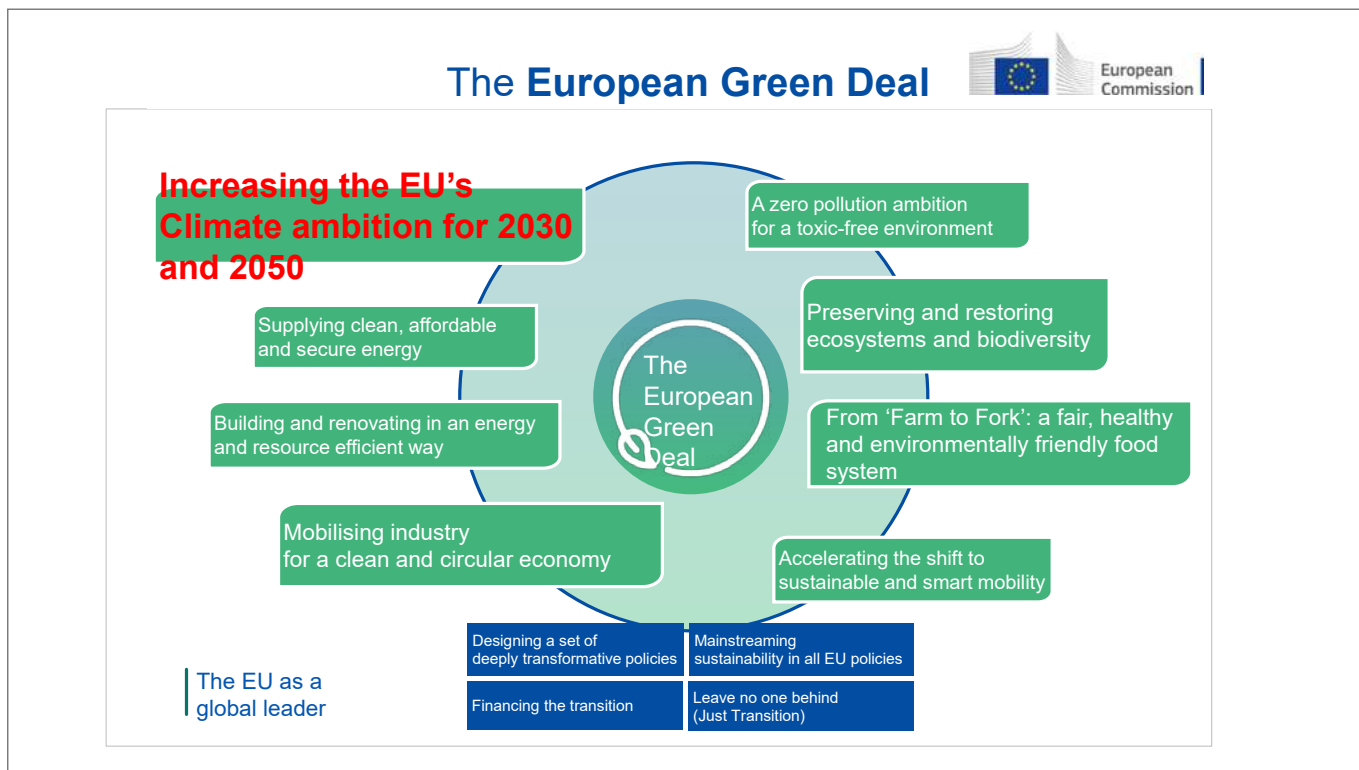 The European Green Deal
European
Commission
Increasing the EU’s
Climate ambition for 2030
and 2050
Supplying clean, affordable
and secure energy
Building and renovating in an energy
and resource efficient way
Mobilising industry
for a clean and circular economy
The
European
Green
Deal
A zero pollution ambition
for a toxic-free environment
Preserving and restoring
ecosystems and biodiversity
From ‘Farm to Fork’: a fair, healthy
and environmentally friendly food
system
Accelerating the shift to
sustainable and smart mobility
Designing a set of
deeply transformative policies
Mainstreaming
sustainability in all EU policies
Financing the transition
Leave no one behind
(Just Transition)
The EU as a
global leader